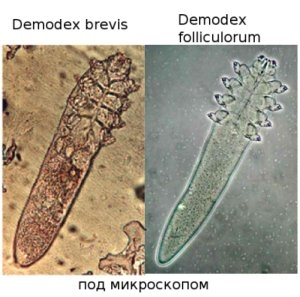 Demodex brevis
Demodex
folliculorum
под микроскопом